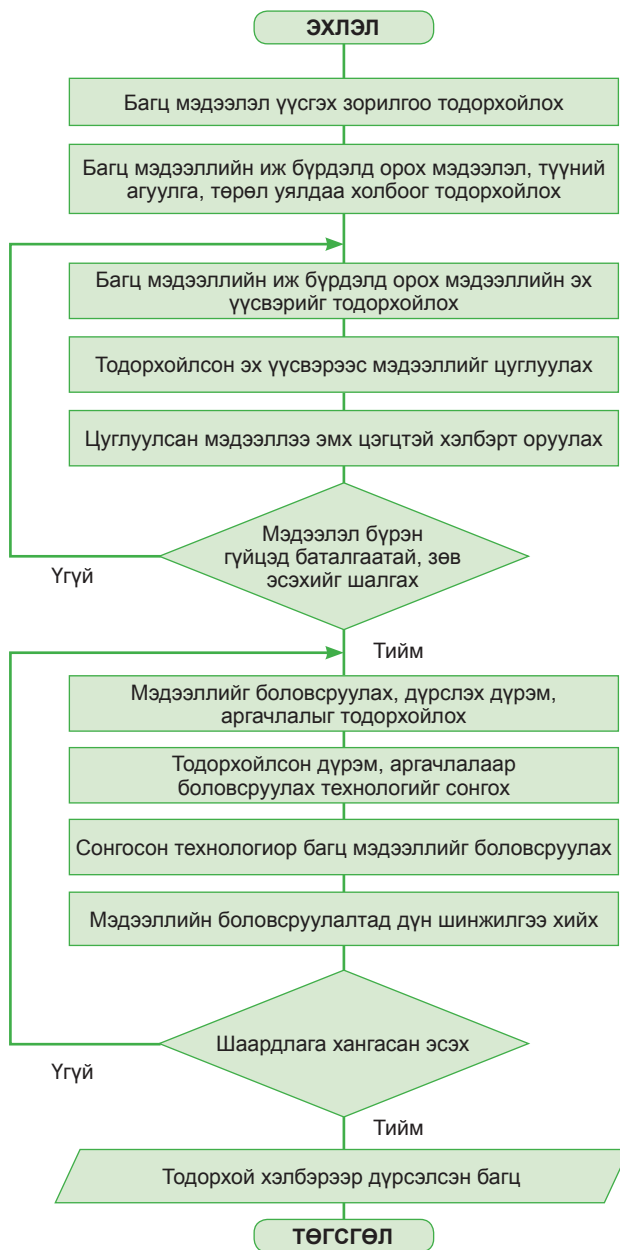 ЭХЛЭЛ
Багц мэдээлэл үүсгэх зорилгоо тодорхойлох
Багц мэдээллийн иж бүрдэлд орох мэдээлэл, түүний
агуулга, төрөл уялдаа холбоог тодорхойлох
Багц мэдээллийн иж бүрдэлд орох мэдээллийн эх
үүсвэрийг тодорхойлох
Тодорхойлсон эх үүсвэрээс мэдээллийг цуглуулах
Цуглуулсан мэдээллээ эмх цэгцтэй хэлбэрт оруулах
Мэдээлэл бүрэн
гүйцэд баталгаатай, зөв
эсэхийг шалгах
Үгүй
Тийм
Мэдээллийг боловсруулах, дүрслэх дүрэм,
аргачлалыг тодорхойлох
Тодорхойлсон дүрэм, аргачлалаар
боловсруулах технологийг сонгох
Сонгосон технологиор багц мэдээллийг боловсруулах
Мэдээллийн боловсруулалтад дүн шинжилгээ хийх
Шаардлага хангасан эсэх
Үгүй
Тийм
Тодорхой хэлбэрээр дүрсэлсэн багц
ТӨГСГӨЛ